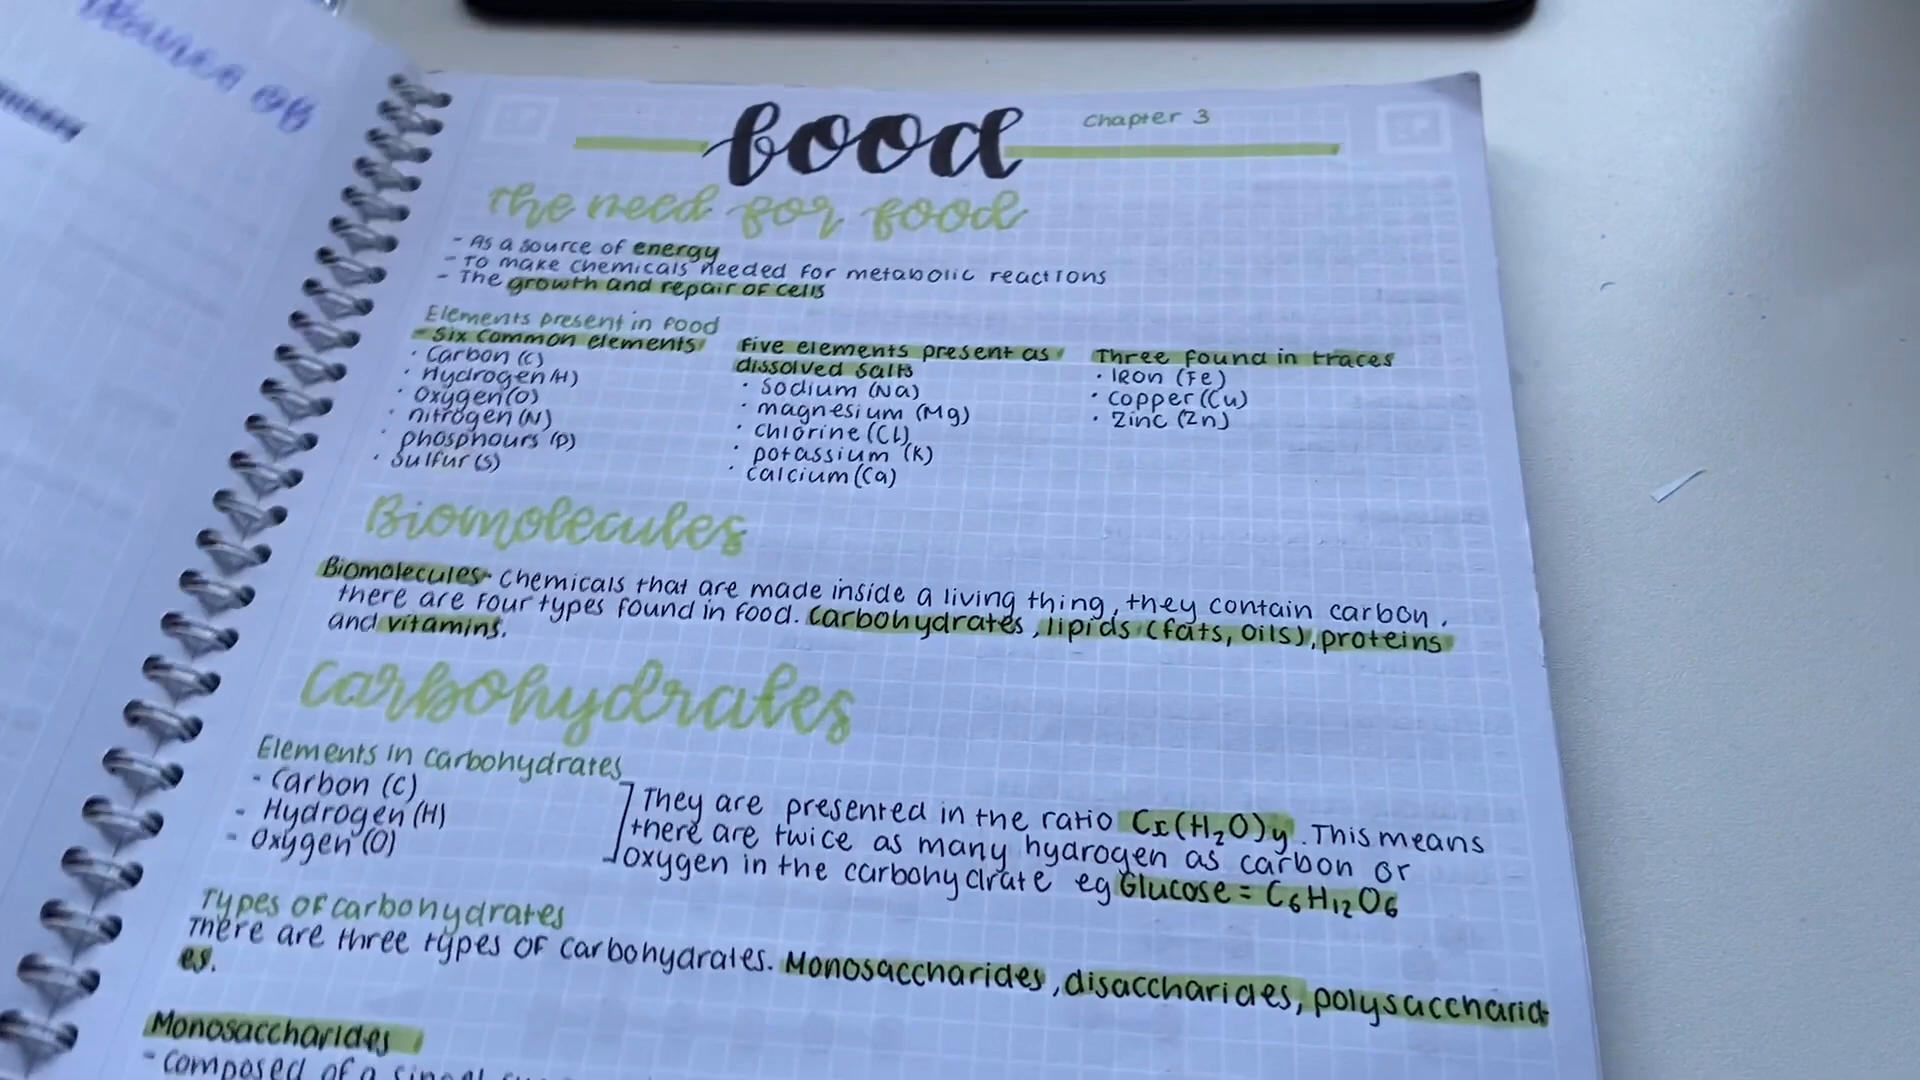 food
Chapter 3
The need for food
- As a source of energy
- To make chemicals needed for metabolic reactions
- The growth and repair of cells
Elements present in food
- Six common elements
· Carbon (C)
· Hydrogen (H)
· Oxygen (O)
· nitrogen (N)
· phosphours (P)
· Sulfur (S)
Five elements present as
dissolved salts
· Sodium (Na)
· magnesium (Mg)
· chlorine (CL)
· potassium (K)
· calcium (Ca)
Three found in traces
· Iron (Fe)
· copper (Cu)
· Zinc (Zn)
Biomolecules
Biomolecules - Chemicals that are made inside a living thing, they contain carbon,
there are four types found in food. Carbohydrates, lipids (fats, oils), proteins
and vitamins.
Carbohydrates
Elements in carbohydrates
- Carbon (C)
- Hydrogen (H)
- Oxygen (O)
They are presented in the ratio Cx(H₂O)y. This means
there are twice as many hydrogen as carbon or
oxygen in the carbohydrate eg Glucose = C₆H₁₂O₆
Types of carbohydrates
There are three types of carbohydrates. Monosaccharides, disaccharides, polysaccharid
es.
Monosaccharides
- composed of a